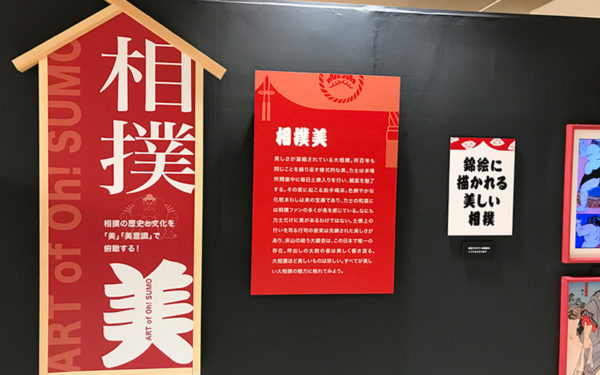 ART of Oh! SUMO
相撲
相撲の歴史と文化を
「美」「美意識」で
俯瞰する！
美
ART of Oh! SUMO
相撲美
美しさが凝縮されている大相撲。何百年も
同じことを繰り返す様式的な美。力士は本場
所開催中に毎日土俵入りを行い、観客を魅了
する。その度に起こる拍手喝采。色鮮やかな
化粧まわしは美の宝庫であり、力士の和装に
は相撲ファンの多くが美を感じている。なにも
力士だけに美があるわけではない。土俵上の
行いを司る行司の装束は洗練された美しさが
あり、床山の結う大銀杏は、この日本で唯一の
存在。呼出しの太鼓の音は美しく響き渡る。
大相撲ほど美しいものは珍しい。すべてが美し
い大相撲の魅力に触れてみよう。
錦絵に
描かれる
美しい
相撲